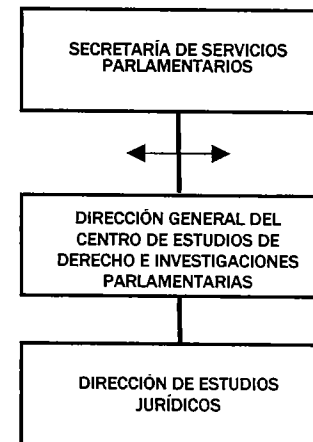 SECRETARÍA DE SERVICIOS
PARLAMENTARIOS
DIRECCIÓN GENERAL DEL
CENTRO DE ESTUDIOS DE
DERECHO E INVESTIGACIONES
PARLAMENTARIAS
DIRECCIÓN DE ESTUDIOS
JURÍDICOS